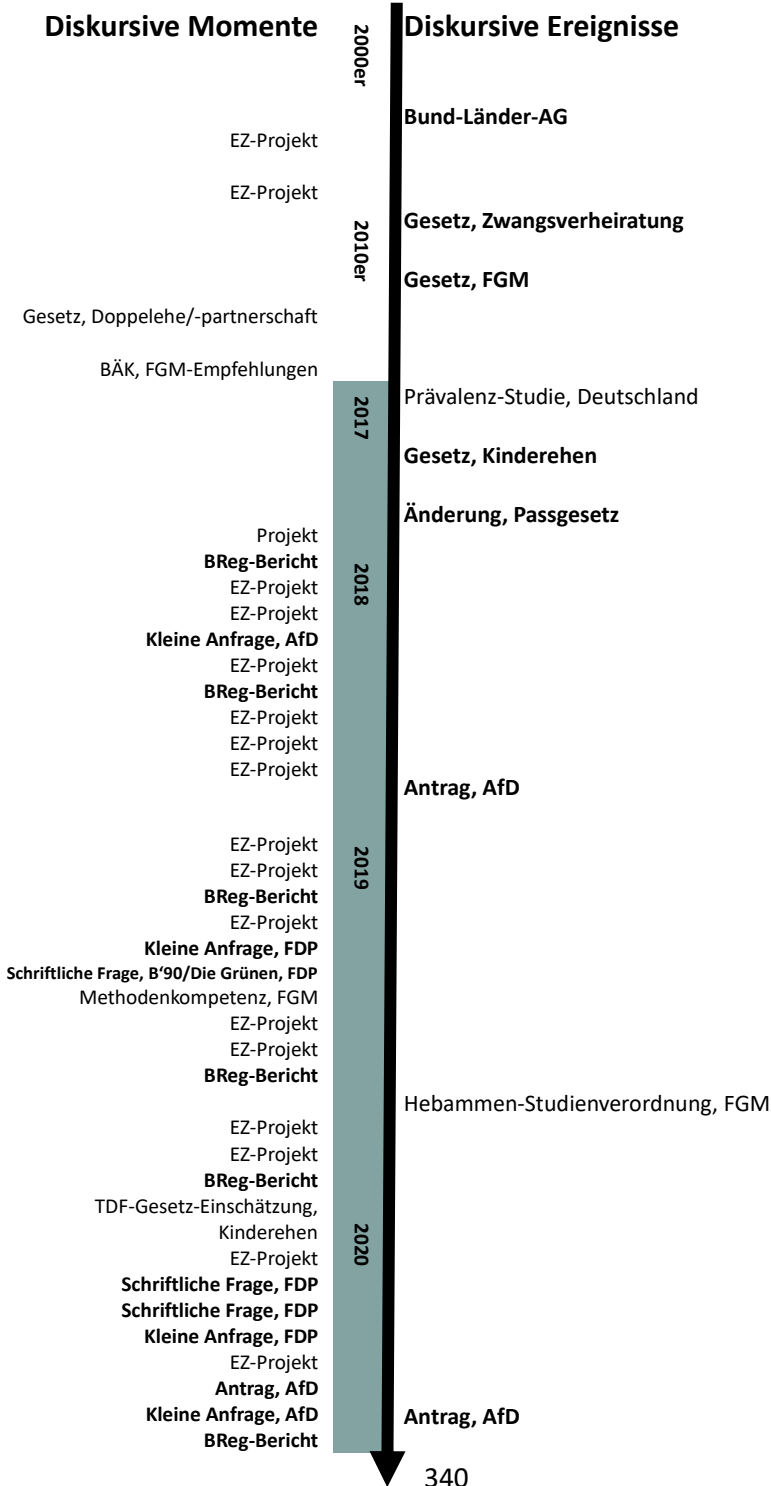 Diskursive Momente
Diskursive Ereignisse
2000er
Bund-Länder-AG
EZ-Projekt
EZ-Projekt
Gesetz, Zwangsverheiratung
2010er
Gesetz, FGM
Gesetz, Doppelehe/-partnerschaft
BÄK, FGM-Empfehlungen
Prävalenz-Studie, Deutschland
2017
Gesetz, Kinderehen
Änderung, Passgesetz
Projekt
BReg-Bericht
2018
EZ-Projekt
EZ-Projekt
Kleine Anfrage, AfD
EZ-Projekt
BReg-Bericht
EZ-Projekt
EZ-Projekt
EZ-Projekt
Antrag, AfD
EZ-Projekt
2019
EZ-Projekt
BReg-Bericht
EZ-Projekt
Kleine Anfrage, FDP
Schriftliche Frage, B‘90/Die Grünen, FDP
Methodenkompetenz, FGM
EZ-Projekt
EZ-Projekt
BReg-Bericht
Hebammen-Studienverordnung, FGM
EZ-Projekt
EZ-Projekt
BReg-Bericht
TDF-Gesetz-Einschätzung,
Kinderehen
2020
EZ-Projekt
Schriftliche Frage, FDP
Schriftliche Frage, FDP
Kleine Anfrage, FDP
EZ-Projekt
Antrag, AfD
Kleine Anfrage, AfD
Antrag, AfD
BReg-Bericht
340